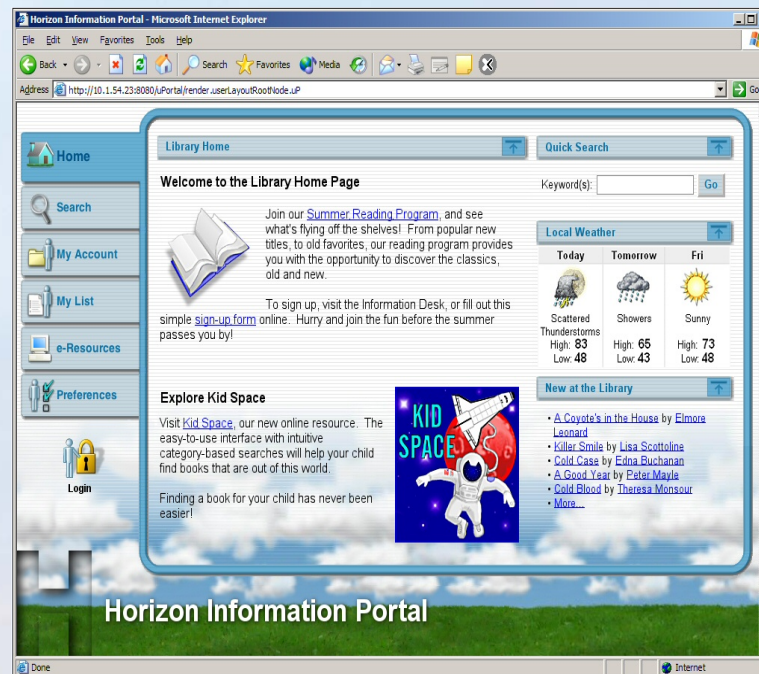 Horizon Information Portal - Microsoft Internet Explorer
File Edit View Favorites Tools Help
Back Search Favorites Media
Address http://10.1.54.23:8080/uPortal/render.userLayoutRootNode.uP Go
Home
Search
My Account
My List
e-Resources
Preferences
Login
Library Home
Welcome to the Library Home Page
Join our Summer Reading Program, and see
what's flying off the shelves! From popular new
titles, to old favorites, our reading program provides
you with the opportunity to discover the classics,
old and new.
To sign up, visit the Information Desk, or fill out this
simple sign-up form online. Hurry and join the fun before the summer
passes you by!
Explore Kid Space
Visit Kid Space, our new online resource. The
easy-to-use interface with intuitive
category-based searches will help your child
find books that are out of this world.
Finding a book for your child has never been
easier!
KID
SPACE
Quick Search
Keyword(s): Go
Local Weather
Today Tomorrow Fri
Scattered Thunderstorms Showers Sunny
High: 83 High: 65 High: 73
Low: 48 Low: 43 Low: 48
New at the Library
• A Coyote's in the House by Elmore
Leonard
• Killer Smile by Lisa Scottoline
• Cold Case by Edna Buchanan
• A Good Year by Peter Mayle
• Cold Blood by Theresa Monsour
• More...
Horizon Information Portal
Done Internet